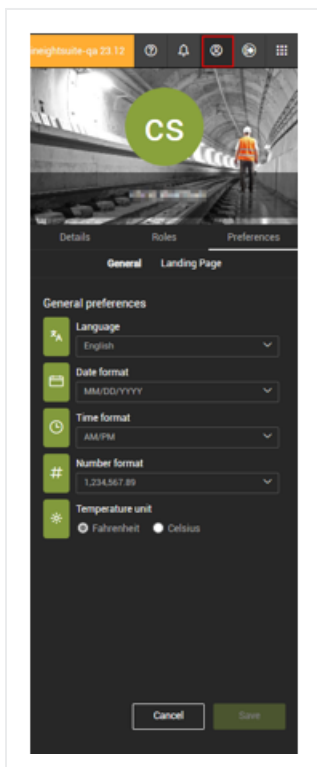 ineightsuite-qa 23.12
CS
Details Roles Preferences
General Landing Page
General preferences
Language
English
Date format
MM/DD/YYYY
Time format
AM/PM
#
Number format
1,234,567.89
Temperature unit
Fahrenheit Celsius
Cancel Save